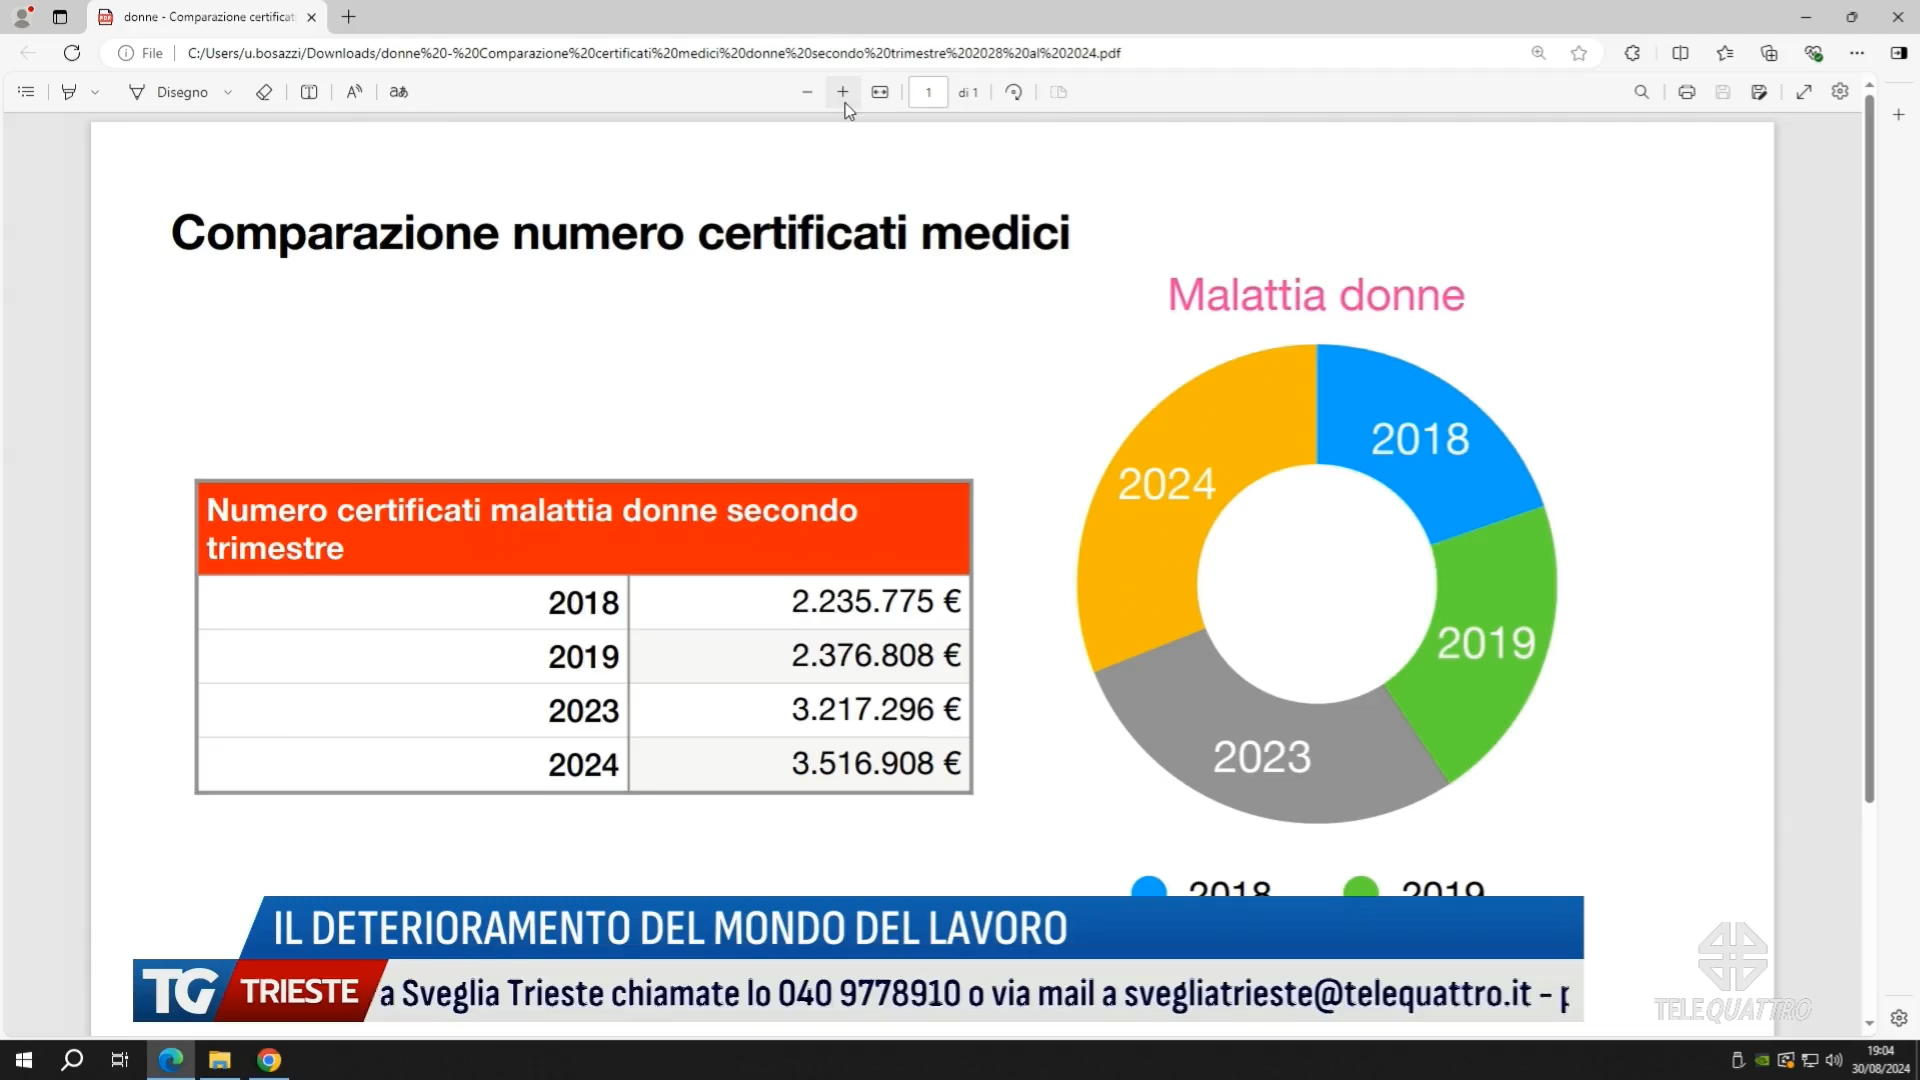 donne - Comparazione certificat
File
C:/Users/u.bosazzi/Downloads/donne%20-%20Comparazione%20certificati%20medici%20donne%20secondo%20trimestre%202028%20al%202024.pdf
Disegno
1
di 1
Comparazione numero certificati medici
Malattia donne
2018
2024
2019
2023
Numero certificati malattia donne secondo
trimestre
2018 2.235.775 €
2019 2.376.808 €
2023 3.217.296 €
2024 3.516.908 €
2018 2019
IL DETERIORAMENTO DEL MONDO DEL LAVORO
TG TRIESTE
a Sveglia Trieste chiamate lo 040 9778910 o via mail a svegliatrieste@telequattro.it - p
TELEQUATTRO
19:04
30/08/2024